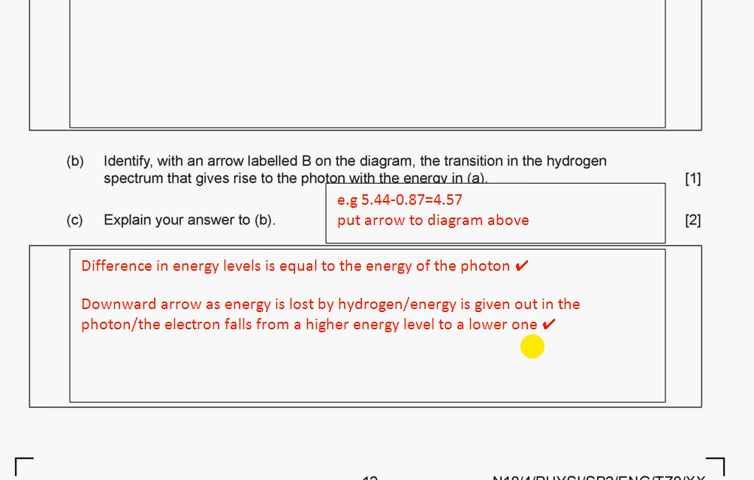 (b) Identify, with an arrow labelled B on the diagram, the transition in the hydrogen
spectrum that gives rise to the photon with the energy in (a). [1]
e.g 5.44-0.87=4.57
put arrow to diagram above
(c) Explain your answer to (b). [2]
Difference in energy levels is equal to the energy of the photon ✔
Downward arrow as energy is lost by hydrogen/energy is given out in the
photon/the electron falls from a higher energy level to a lower one ✔